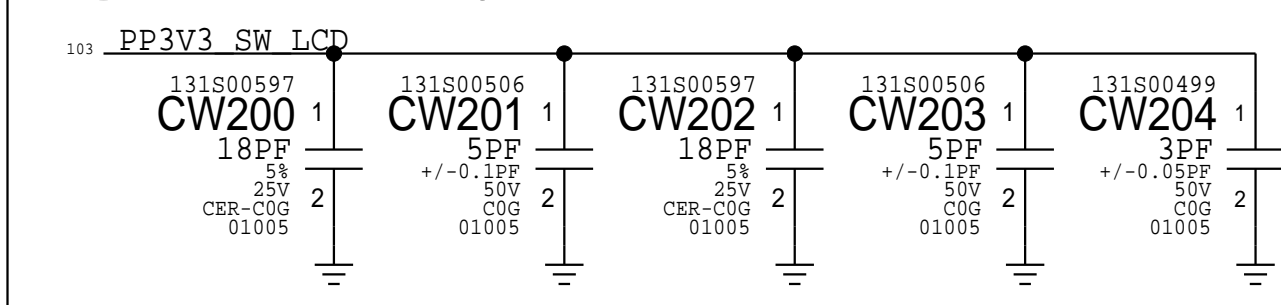 103 PP3V3_SW_LCD
131S00597
CW200 1
18PF
5%
25V
CER-C0G
01005
2
131S00506
CW201 1
5PF
+/-0.1PF
50V
C0G
01005
2
131S00597
CW202 1
18PF
5%
25V
CER-C0G
01005
2
131S00506
CW203 1
5PF
+/-0.1PF
50V
C0G
01005
2
131S00499
CW204 1
3PF
+/-0.05PF
50V
C0G
01005
2